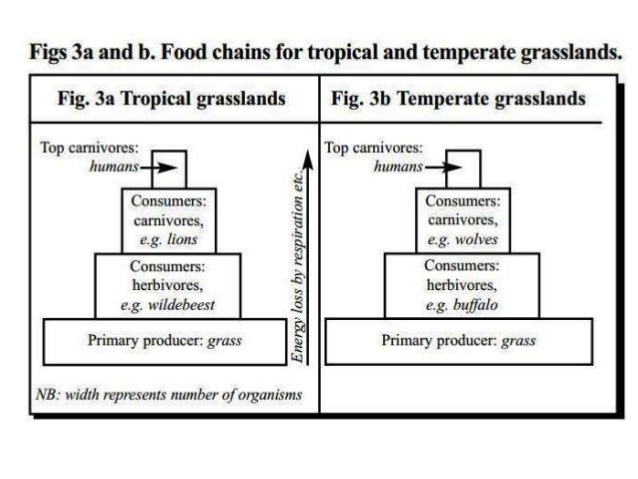 Figs 3a and b. Food chains for tropical and temperate grasslands.
Fig. 3a Tropical grasslands
Top carnivores:
humans
Consumers:
carnivores,
e.g. lions
Consumers:
herbivores,
e.g. wildebeest
Primary producer: grass
Energy loss by respiration etc.
NB: width represents number of organisms
Fig. 3b Temperate grasslands
Top carnivores:
humans
Consumers:
carnivores,
e.g. wolves
Consumers:
herbivores,
e.g. buffalo
Primary producer: grass